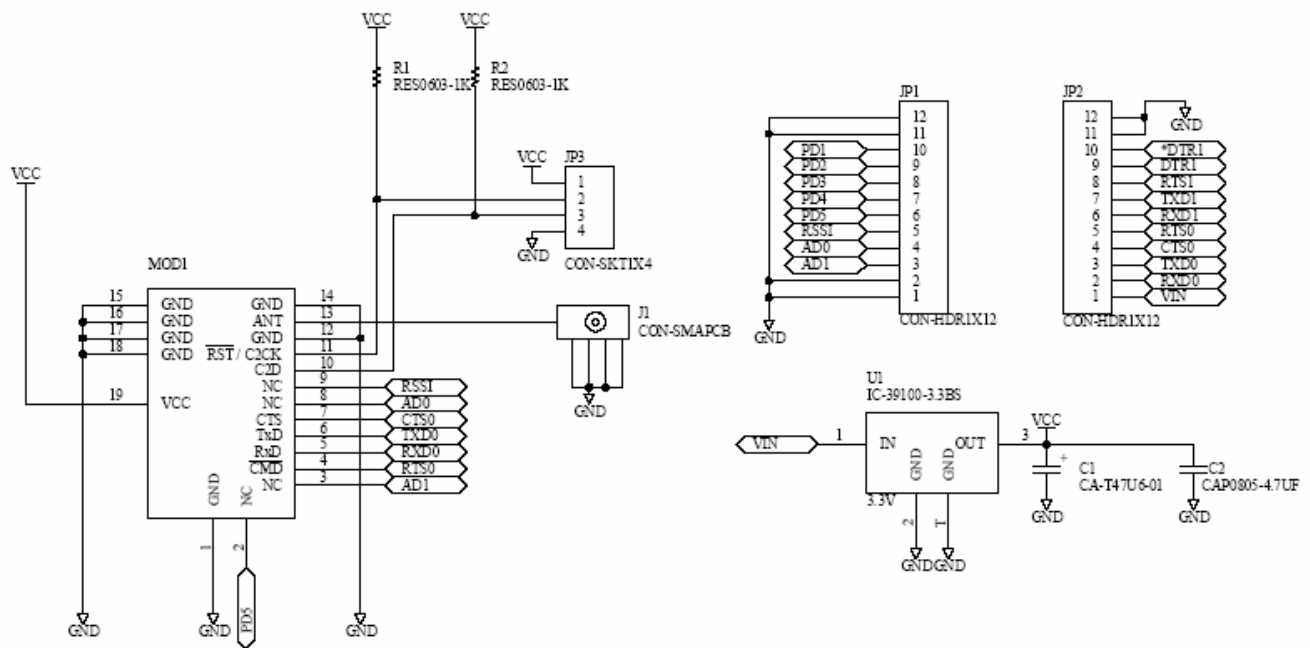 VCC
VCC
R1
RES0603-1K
R2
RES0603-1K
VCC
JP3
1
2
3
4
GND
CON-SKT1X4
VCC
MOD1
15
GND
16
GND
17
GND
18
GND
19
VCC
GND
14
ANT
13
GND
12
RST / C2CK
11
C2D
10
NC
9
RSSI
NC
8
AD0
CTS
7
CTS0
TxD
6
TXD0
RxD
5
RXD0
CMD
4
RTS0
NC
3
AD1
GND
NC
1
2
GND
GND
PD5
GND
J1
CON-SMAPCB
GND
JP1
12
11
PD1
10
PD2
9
PD3
8
PD4
7
PD5
6
RSSI
5
AD0
4
AD1
3
2
1
CON-HDR1X12
GND
JP2
12
11
GND
10
*DTR1
9
DTR1
8
RTS1
7
TXD1
6
RXD1
5
RTS0
4
CTS0
3
TXD0
2
RXD0
1
VIN
CON-HDR1X12
U1
IC-39100-3.3BS
VIN
1
IN
OUT
3
GND
GND
3.3V
2
T
GND
GND
VCC
+
C1
CA-T47U6-01
GND
C2
CAP0805-4.7UF
GND